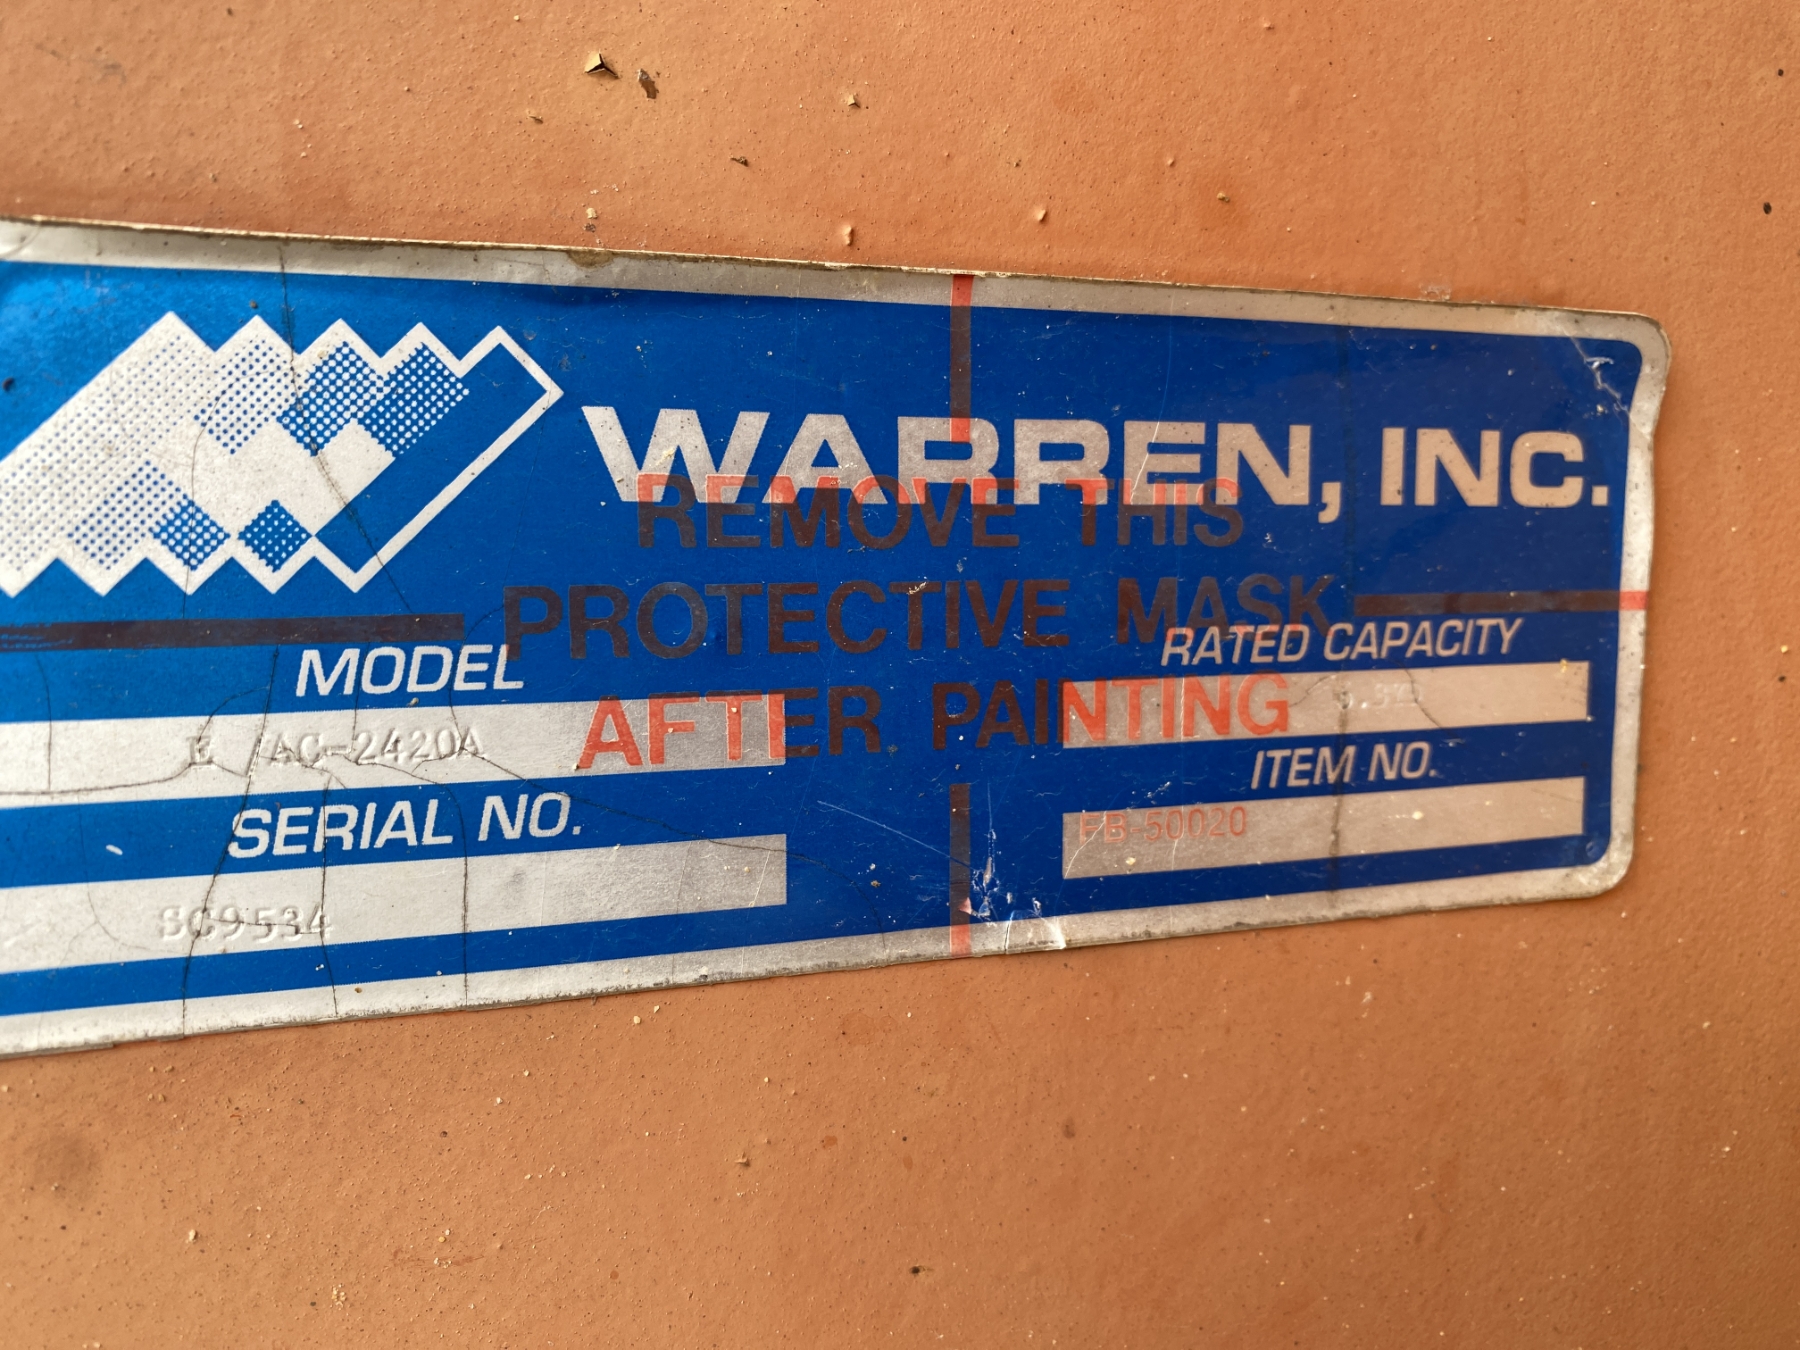 WARREN, INC.
REMOVE THIS
PROTECTIVE MASK
AFTER PAINTING
MODEL
E /AC-2420A
SERIAL NO.
SC9534
RATED CAPACITY
ITEM NO.
FB-50020